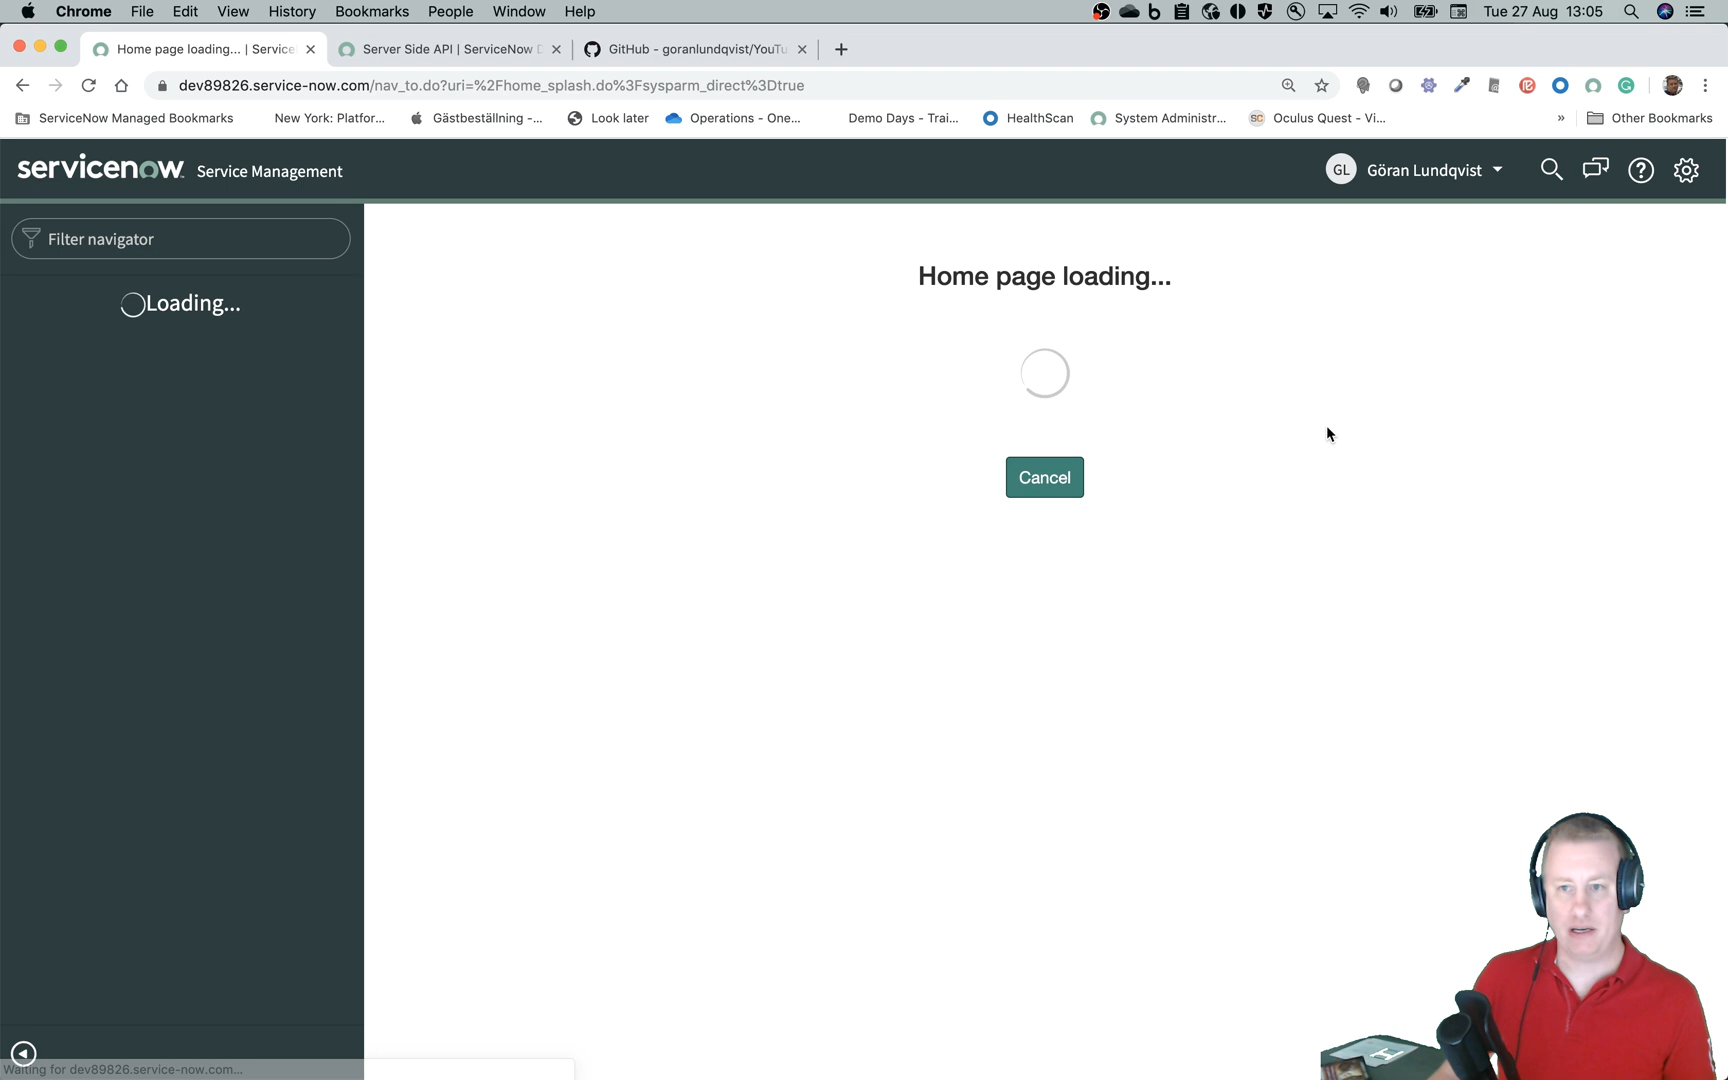 Chrome File Edit View History Bookmarks People Window Help
Tue 27 Aug 13:05
Home page loading... | Service
Server Side API | ServiceNow D
GitHub - goranlundqvist/YouTu
dev89826.service-now.com/nav_to.do?uri=%2Fhome_splash.do%3Fsysparm_direct%3Dtrue
ServiceNow Managed Bookmarks New York: Platfor... Gästbeställning -... Look later Operations - One... Demo Days - Trai... HealthScan System Administr... SC Oculus Quest - Vi... » Other Bookmarks
servicenow Service Management
GL Göran Lundqvist
Filter navigator
Loading...
Home page loading...
Cancel
Waiting for dev89826.service-now.com...